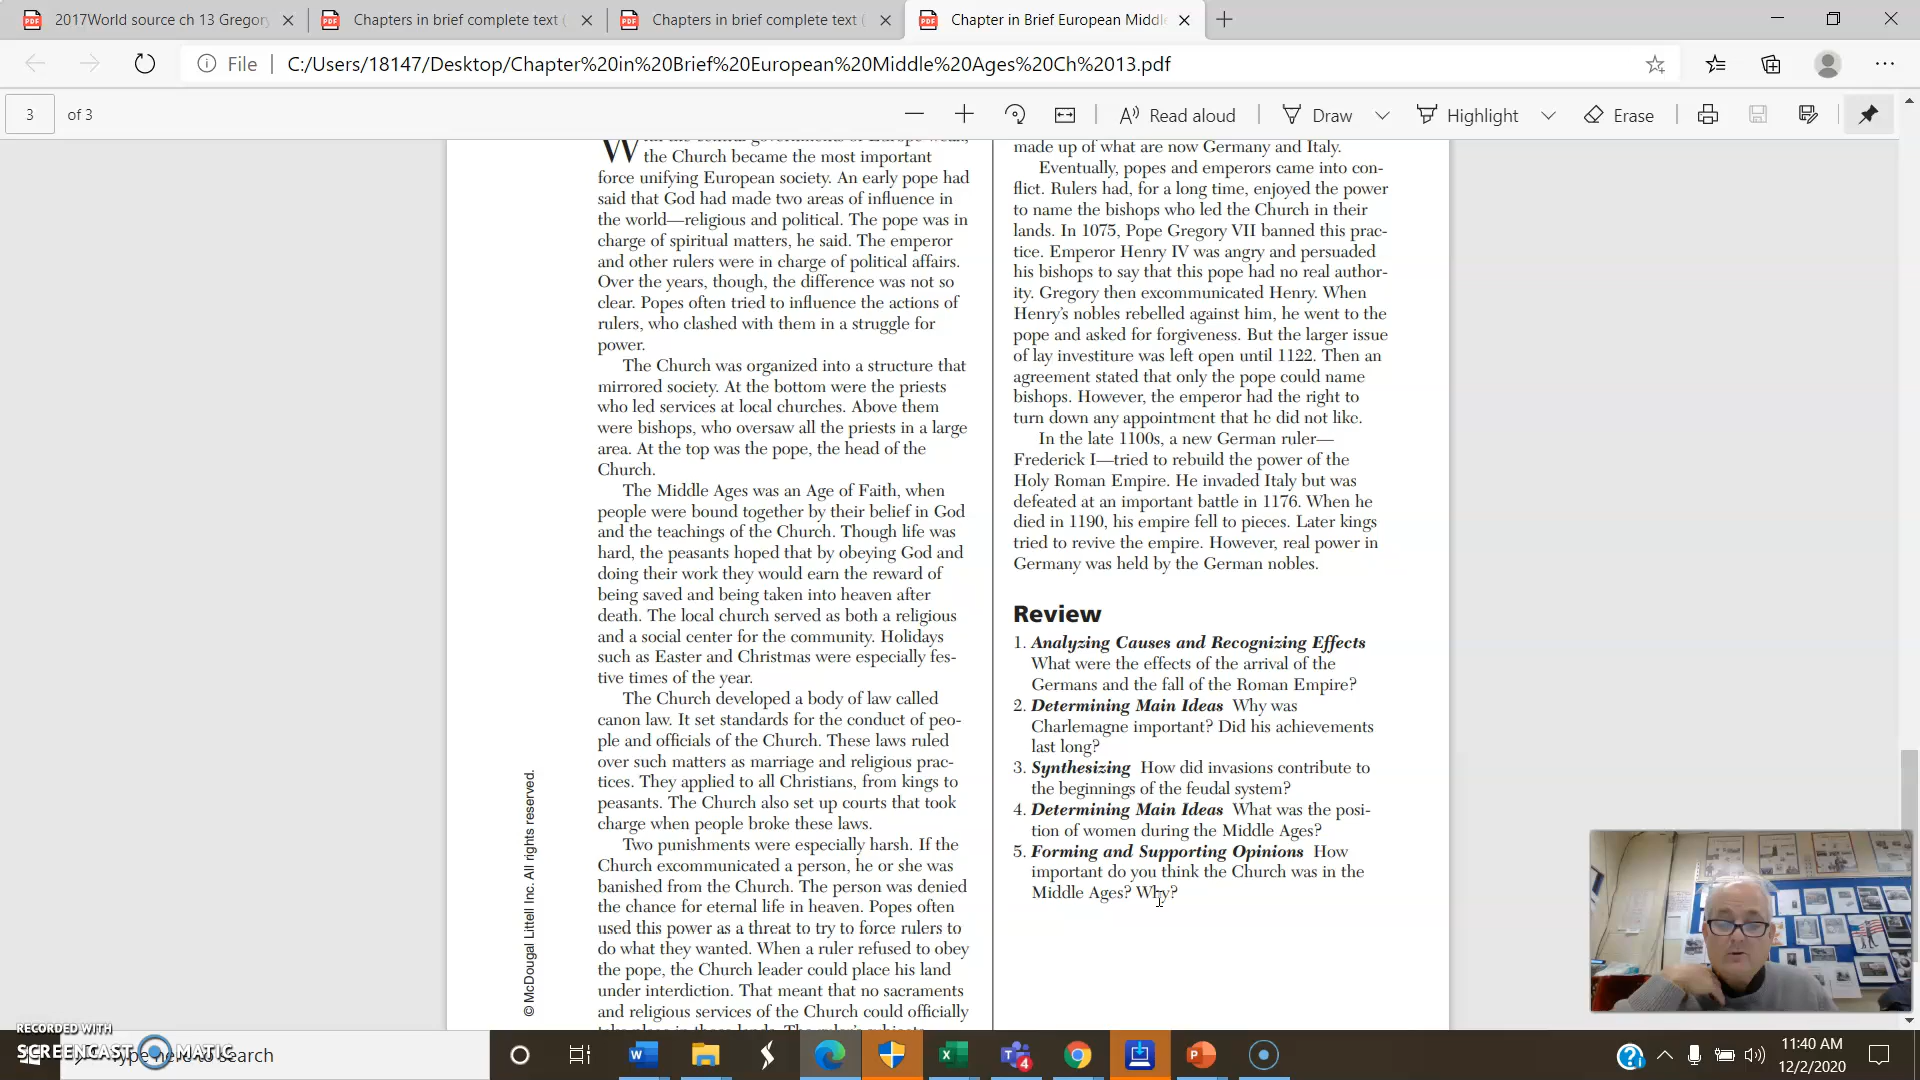 2017World source ch 13 Gregory
Chapters in brief complete text (
Chapters in brief complete text (
Chapter in Brief European Middle
File
C:/Users/18147/Desktop/Chapter%20in%20Brief%20European%20Middle%20Ages%20Ch%2013.pdf
3 of 3
Read aloud
Draw
Highlight
Erase
the Church became the most important
force unifying European society. An early pope had
said that God had made two areas of influence in
the world—religious and political. The pope was in
charge of spiritual matters, he said. The emperor
and other rulers were in charge of political affairs.
Over the years, though, the difference was not so
clear. Popes often tried to influence the actions of
rulers, who clashed with them in a struggle for
power.
The Church was organized into a structure that
mirrored society. At the bottom were the priests
who led services at local churches. Above them
were bishops, who oversaw all the priests in a large
area. At the top was the pope, the head of the
Church.
The Middle Ages was an Age of Faith, when
people were bound together by their belief in God
and the teachings of the Church. Though life was
hard, the peasants hoped that by obeying God and
doing their work they would earn the reward of
being saved and being taken into heaven after
death. The local church served as both a religious
and a social center for the community. Holidays
such as Easter and Christmas were especially fes-
tive times of the year.
The Church developed a body of law called
canon law. It set standards for the conduct of peo-
ple and officials of the Church. These laws ruled
over such matters as marriage and religious prac-
tices. They applied to all Christians, from kings to
peasants. The Church also set up courts that took
charge when people broke these laws.
Two punishments were especially harsh. If the
Church excommunicated a person, he or she was
banished from the Church. The person was denied
the chance for eternal life in heaven. Popes often
used this power as a threat to try to force rulers to
do what they wanted. When a ruler refused to obey
the pope, the Church leader could place his land
under interdiction. That meant that no sacraments
and religious services of the Church could officially
made up of what are now Germany and Italy.
Eventually, popes and emperors came into con-
flict. Rulers had, for a long time, enjoyed the power
to name the bishops who led the Church in their
lands. In 1075, Pope Gregory VII banned this prac-
tice. Emperor Henry IV was angry and persuaded
his bishops to say that this pope had no real author-
ity. Gregory then excommunicated Henry. When
Henry's nobles rebelled against him, he went to the
pope and asked for forgiveness. But the larger issue
of lay investiture was left open until 1122. Then an
agreement stated that only the pope could name
bishops. However, the emperor had the right to
turn down any appointment that he did not like.
In the late 1100s, a new German ruler—
Frederick I—tried to rebuild the power of the
Holy Roman Empire. He invaded Italy but was
defeated at an important battle in 1176. When he
died in 1190, his empire fell to pieces. Later kings
tried to revive the empire. However, real power in
Germany was held by the German nobles.
Review
1. Analyzing Causes and Recognizing Effects
What were the effects of the arrival of the
Germans and the fall of the Roman Empire?
2. Determining Main Ideas Why was
Charlemagne important? Did his achievements
last long?
3. Synthesizing How did invasions contribute to
the beginnings of the feudal system?
4. Determining Main Ideas What was the posi-
tion of women during the Middle Ages?
5. Forming and Supporting Opinions How
important do you think the Church was in the
Middle Ages? Why?
© McDougal Littell Inc. All rights reserved.
RECORDED WITH
SCREENCAST MATIC
Type here to search
4
11:40 AM
12/2/2020